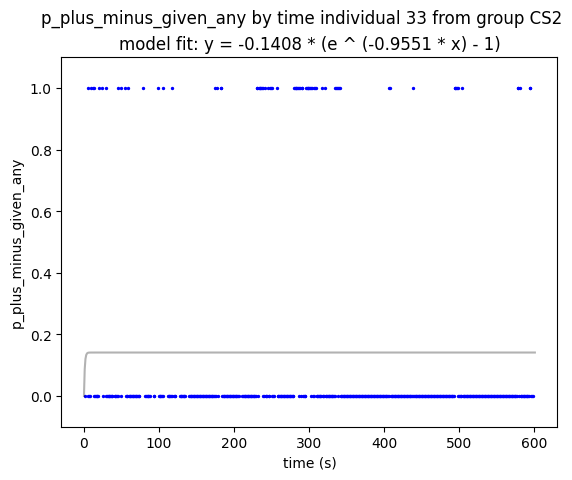 p_plus_minus_given_any by time individual 33 from group CS2
model fit: y = -0.1408 * (e ^ (-0.9551 * x) - 1)
p_plus_minus_given_any
1.0
0.8
0.6
0.4
0.2
0.0
0 100 200 300 400 500 600
time (s)